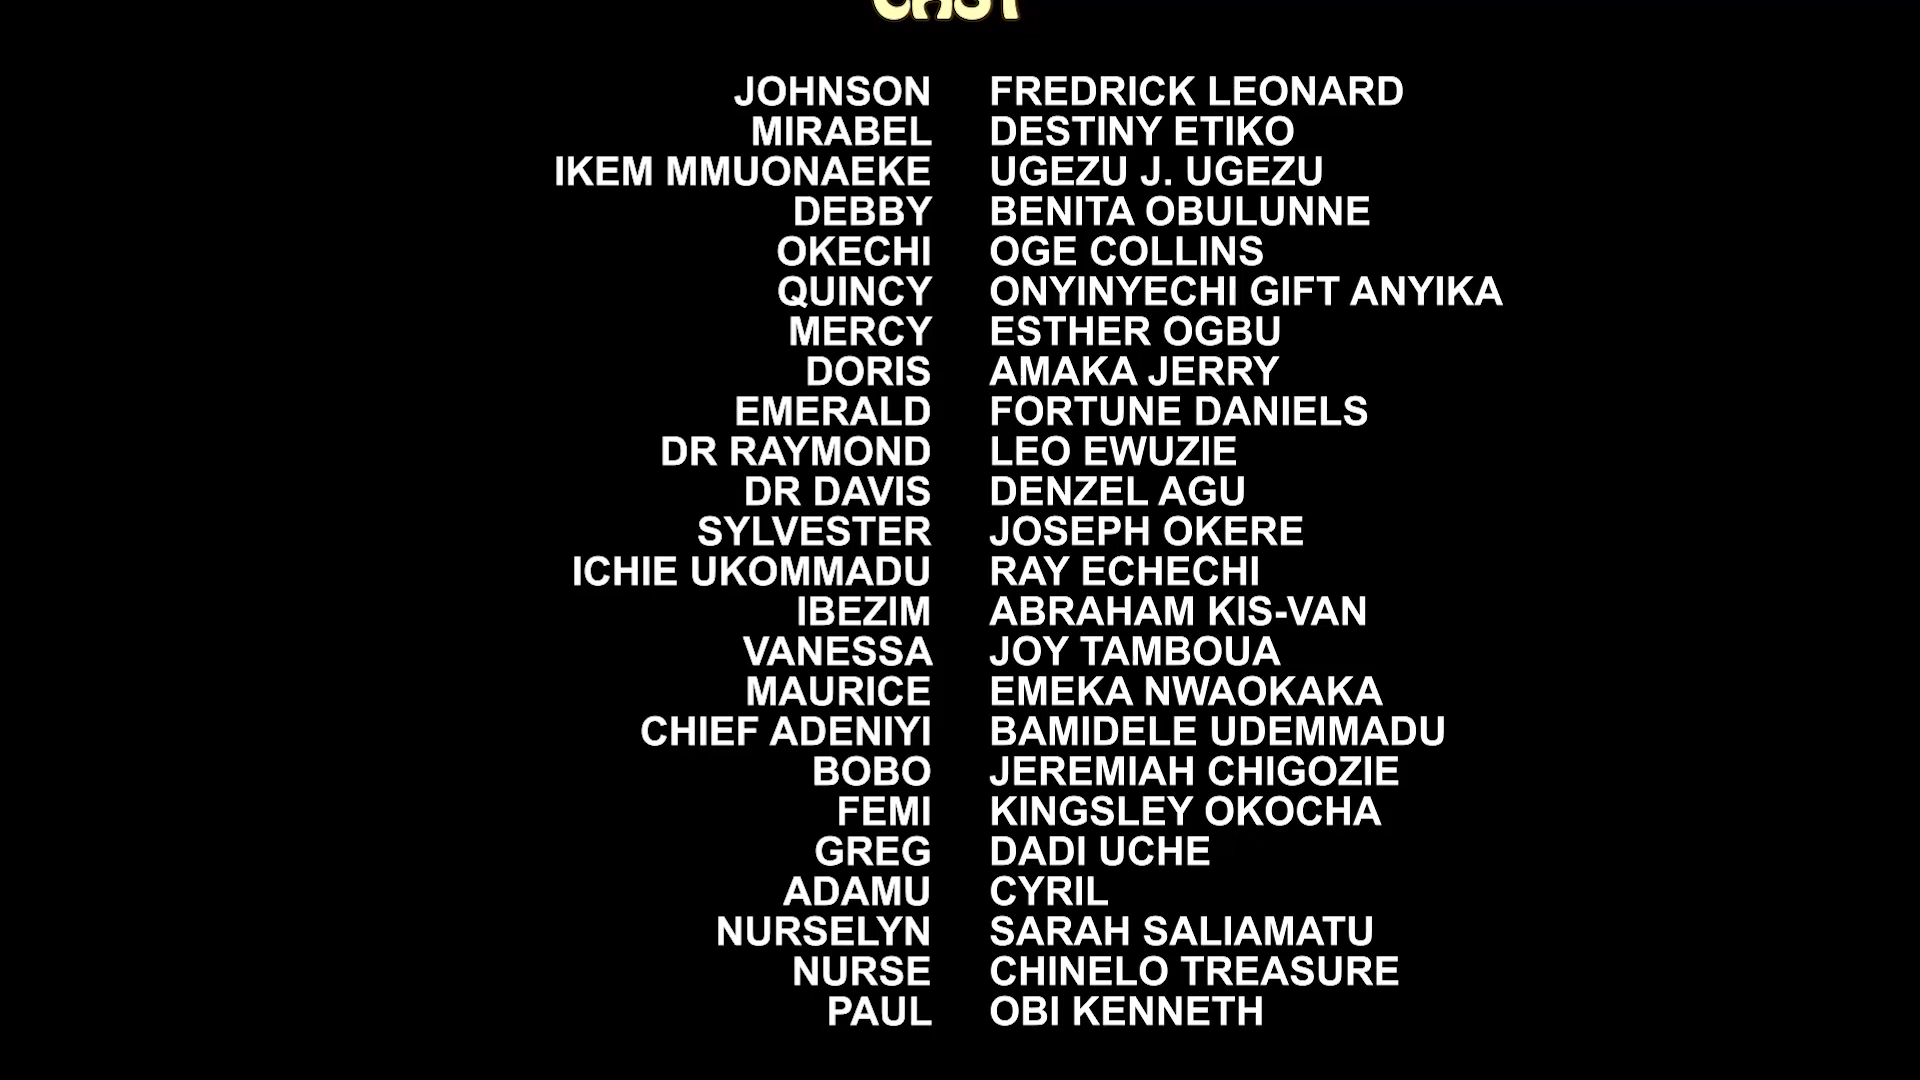 CAST
JOHNSON FREDRICK LEONARD
MIRABEL DESTINY ETIKO
IKEM MMUONAEKE UGEZU J. UGEZU
DEBBY BENITA OBULUNNE
OKECHI OGE COLLINS
QUINCY ONYINYECHI GIFT ANYIKA
MERCY ESTHER OGBU
DORIS AMAKA JERRY
EMERALD FORTUNE DANIELS
DR RAYMOND LEO EWUZIE
DR DAVIS DENZEL AGU
SYLVESTER JOSEPH OKERE
ICHIE UKOMMADU RAY ECHECHI
IBEZIM ABRAHAM KIS-VAN
VANESSA JOY TAMBOUA
MAURICE EMEKA NWAOKAKA
CHIEF ADENIYI BAMIDELE UDEMMADU
BOBO JEREMIAH CHIGOZIE
FEMI KINGSLEY OKOCHA
GREG DADI UCHE
ADAMU CYRIL
NURSELYN SARAH SALIAMATU
NURSE CHINELO TREASURE
PAUL OBI KENNETH